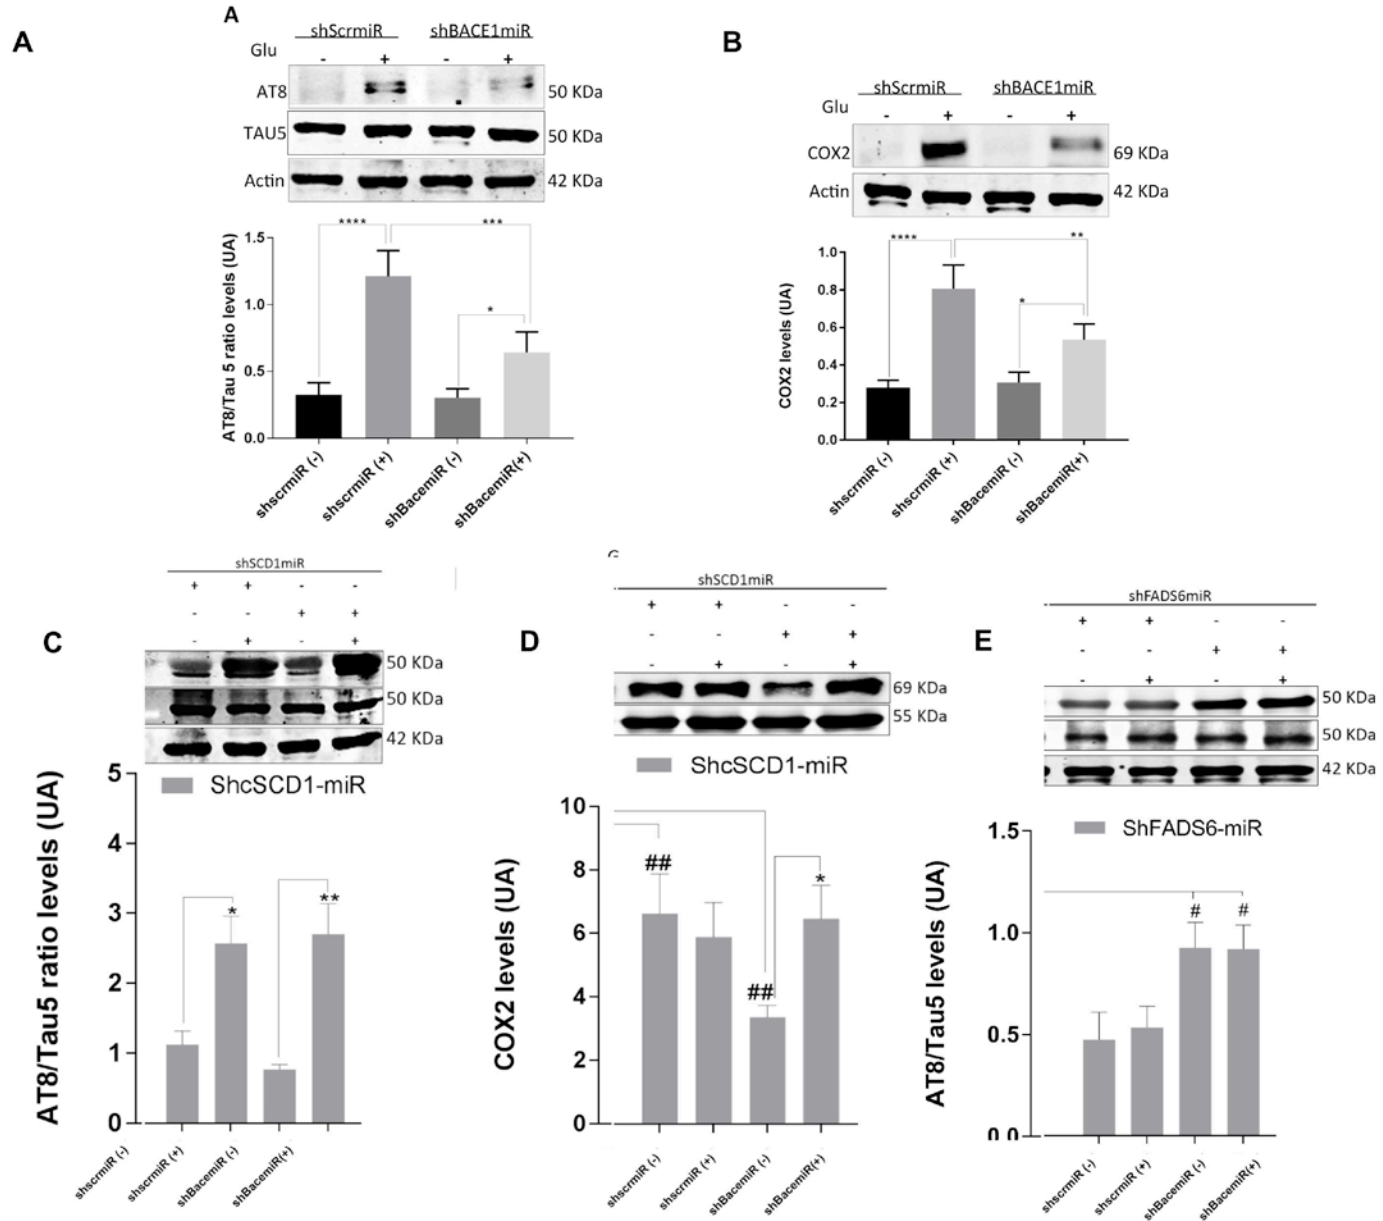 A
A
shScrmiR shBACE1miR
Glu - + - +
AT8 50 KDa
TAU5 50 KDa
Actin 42 KDa
**** ***
*
AT8/Tau 5 ratio levels (UA)
1.5
1.0
0.5
0.0
shscrmiR (-) shscrmiR (+) shBacemiR (-) shBacemiR(+)
B
shScrmiR shBACE1miR
Glu - + - +
COX2 69 KDa
Actin 42 KDa
**** **
*
COX2 levels (UA)
1.0
0.8
0.6
0.4
0.2
0.0
shscrmiR (-) shscrmiR (+) shBacemiR (-) shBacemiR(+)
C
shSCD1miR
+ + - -
- - + +
- + - +
50 KDa
50 KDa
42 KDa
ShcSCD1-miR
AT8/Tau5 ratio levels (UA)
5
4
3
2
1
0
* **
shscrmiR (-) shscrmiR (+) shBacemiR (-) shBacemiR(+)
D
shSCD1miR
+ + - -
- - + +
- + - +
69 KDa
55 KDa
ShcSCD1-miR
COX2 levels (UA)
10
8
6
4
2
0
## ## *
shscrmiR (-) shscrmiR (+) shBacemiR (-) shBacemiR(+)
E
shFADS6miR
+ + - -
- - + +
- + - +
50 KDa
50 KDa
42 KDa
ShFADS6-miR
AT8/Tau5 levels (UA)
1.5
1.0
0.5
0.0
# #
shscrmiR (-) shscrmiR (+) shBacemiR (-) shBacemiR(+)